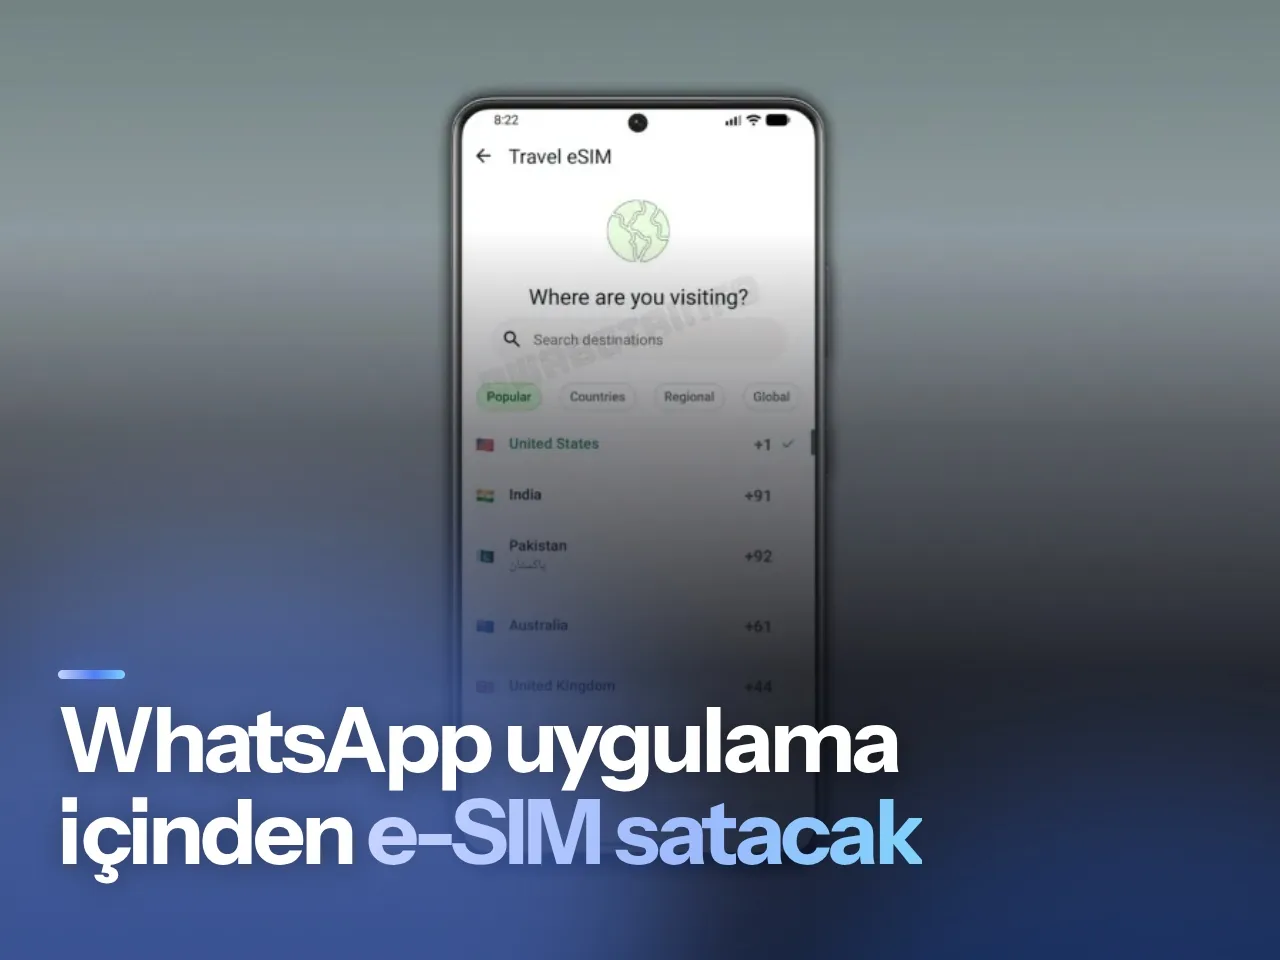 8:22
Travel eSIM
Where are you visiting?
Search destinations
Popular Countries Regional Global
United States +1
India +91
Pakistan +92
پاکستان
Australia +61
United Kingdom +44
WhatsApp uygulama
içinden e-SIM satacak